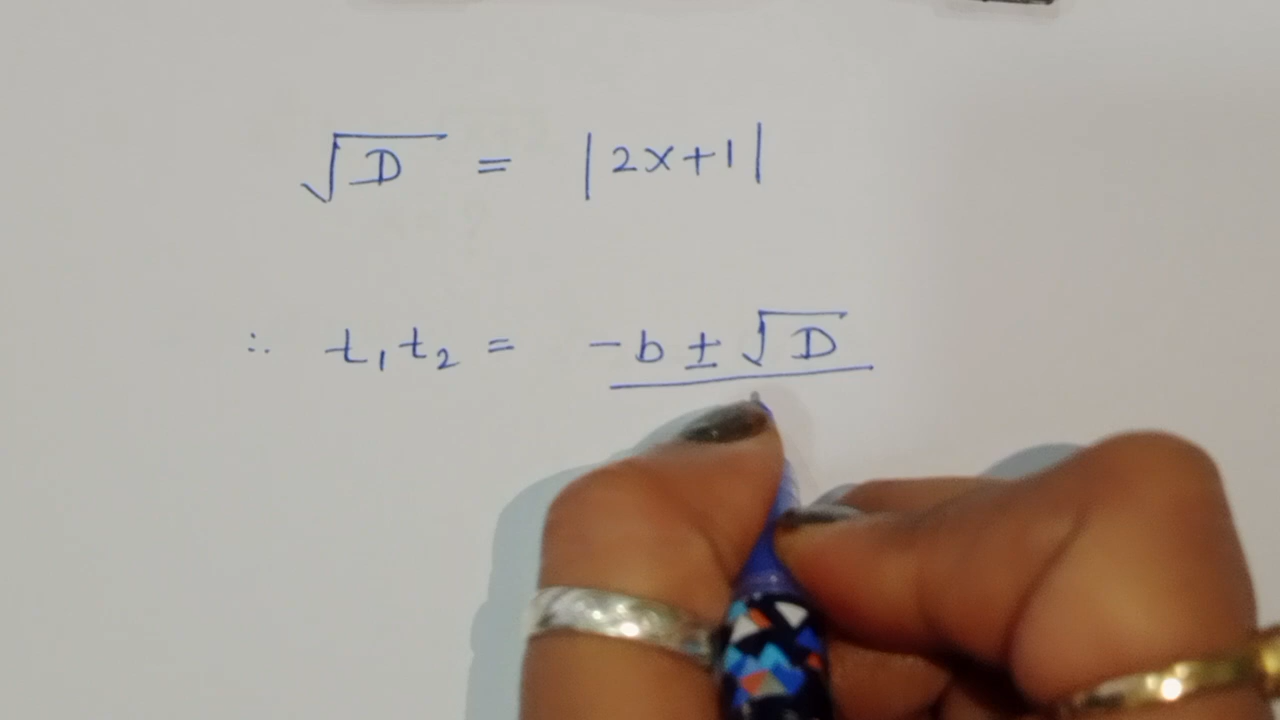 √D = |2x+1|
∴ t₁t₂ = -b ± √D